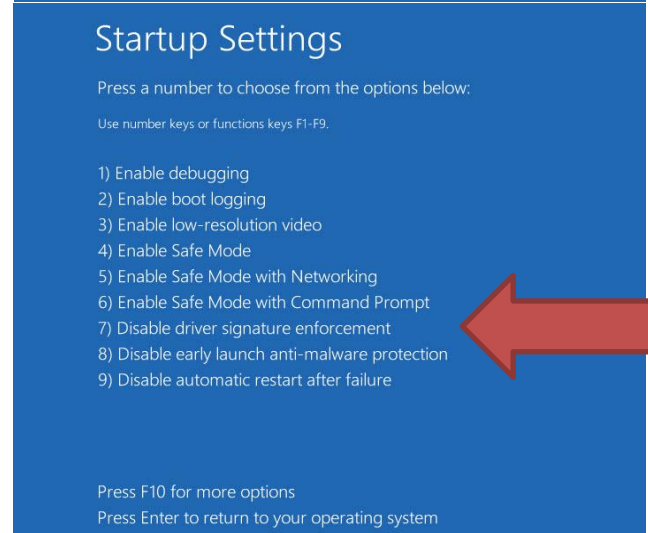 Startup Settings
Press a number to choose from the options below:
Use number keys or functions keys F1-F9.
1) Enable debugging
2) Enable boot logging
3) Enable low-resolution video
4) Enable Safe Mode
5) Enable Safe Mode with Networking
6) Enable Safe Mode with Command Prompt
7) Disable driver signature enforcement
8) Disable early launch anti-malware protection
9) Disable automatic restart after failure
Press F10 for more options
Press Enter to return to your operating system